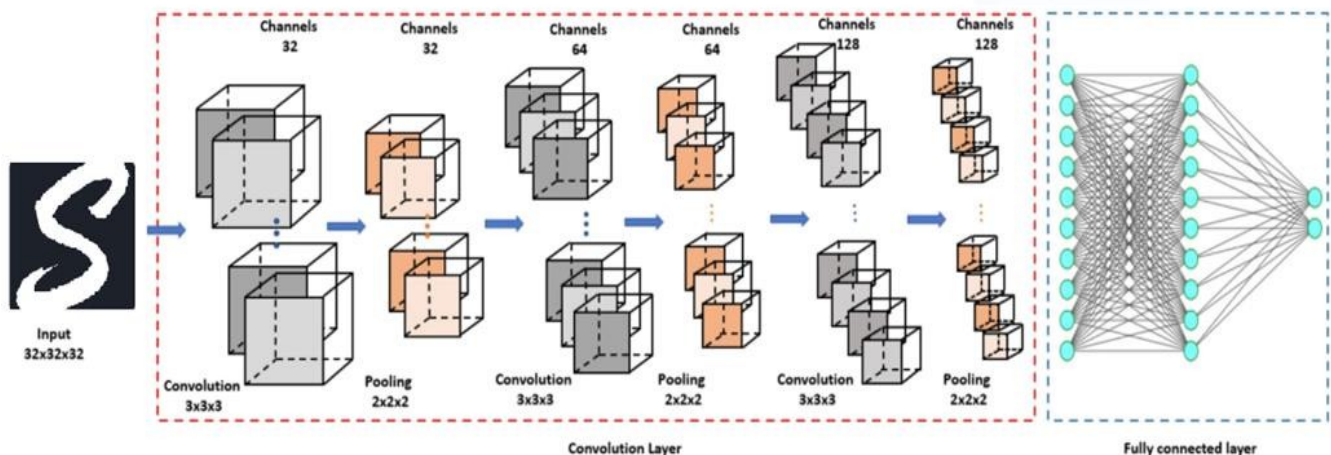 Channels
32
Channels
32
Channels
64
Channels
64
Channels
128
Channels
128
Input
32x32x32
Convolution
3x3x3
Pooling
2x2x2
Convolution
3x3x3
Pooling
2x2x2
Convolution
3x3x3
Pooling
2x2x2
Convolution Layer
Fully connected layer